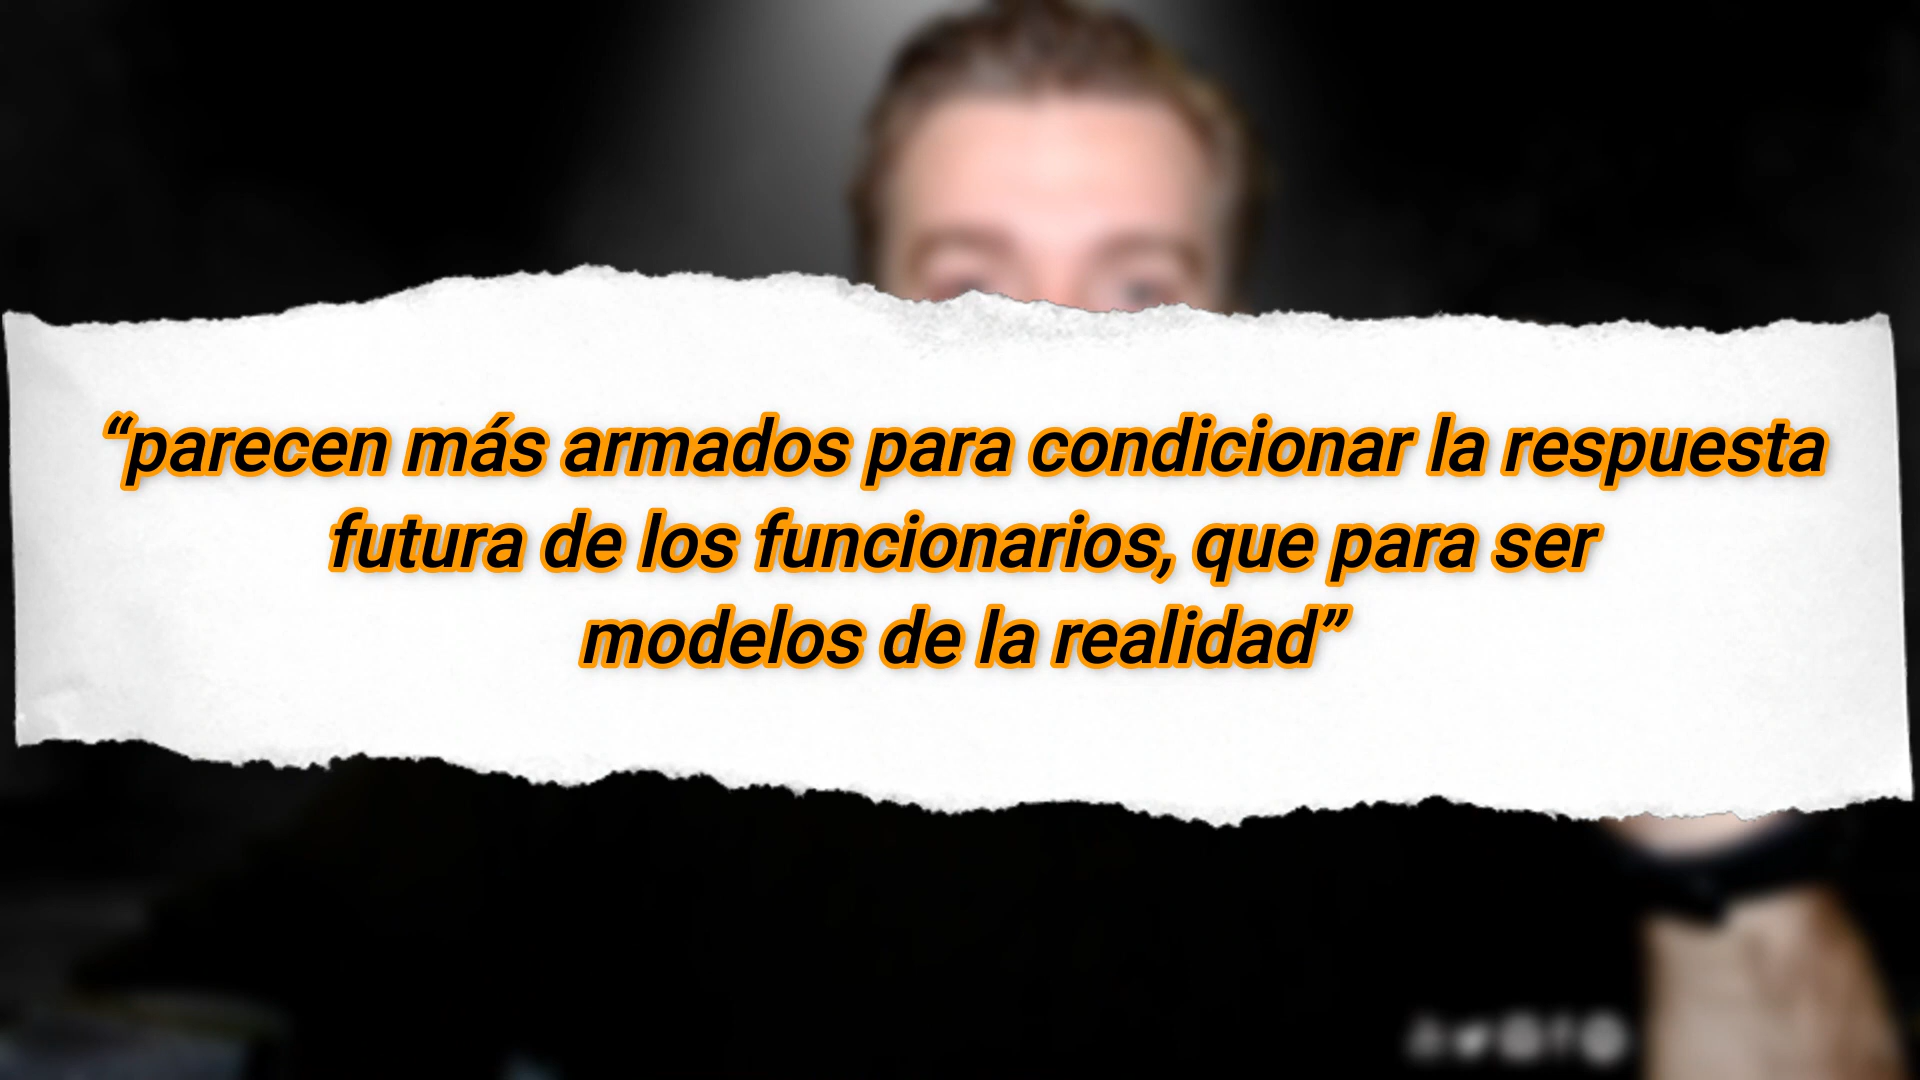 “parecen más armados para condicionar la respuesta
futura de los funcionarios, que para ser
modelos de la realidad”